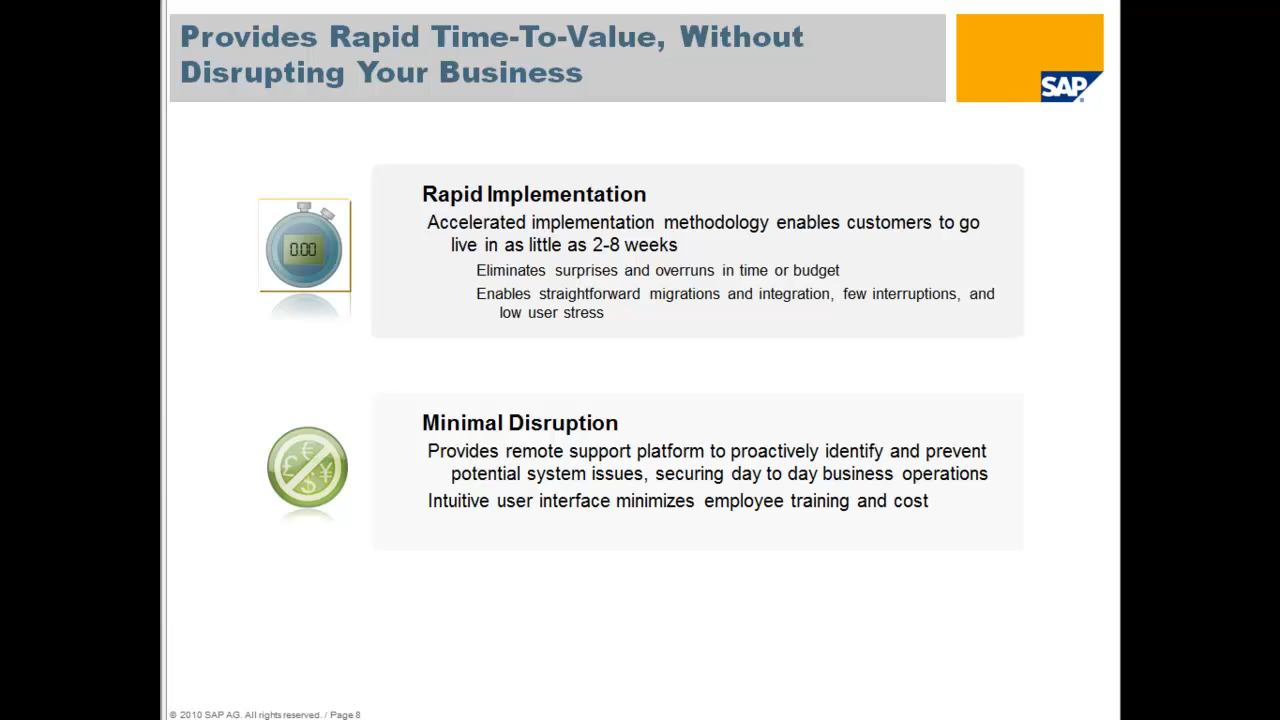 Provides Rapid Time-To-Value, Without
Disrupting Your Business
SAP
Rapid Implementation
Accelerated implementation methodology enables customers to go
live in as little as 2-8 weeks
Eliminates surprises and overruns in time or budget
Enables straightforward migrations and integration, few interruptions, and
low user stress
0:00
Minimal Disruption
Provides remote support platform to proactively identify and prevent
potential system issues, securing day to day business operations
Intuitive user interface minimizes employee training and cost
£ € ¥ $
© 2010 SAP AG. All rights reserved. / Page 8